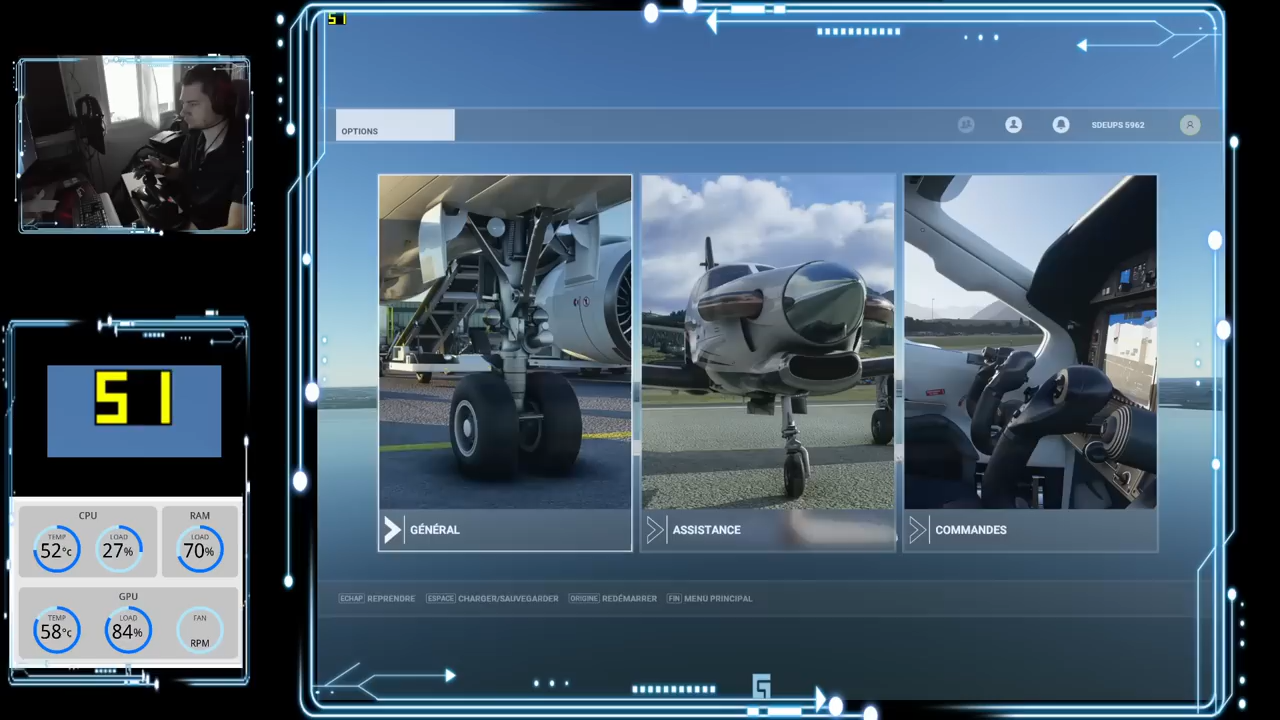 51
OPTIONS
SDEUPS 5962
51
GÉNÉRAL
ASSISTANCE
COMMANDES
CPU
RAM
TEMP
52°C
LOAD
27%
LOAD
70%
GPU
TEMP
58°C
LOAD
84%
FAN
RPM
ECHAP REPRENDRE ESPACE CHARGER/SAUVEGARDER ORIGINE REDÉMARRER FIN MENU PRINCIPAL